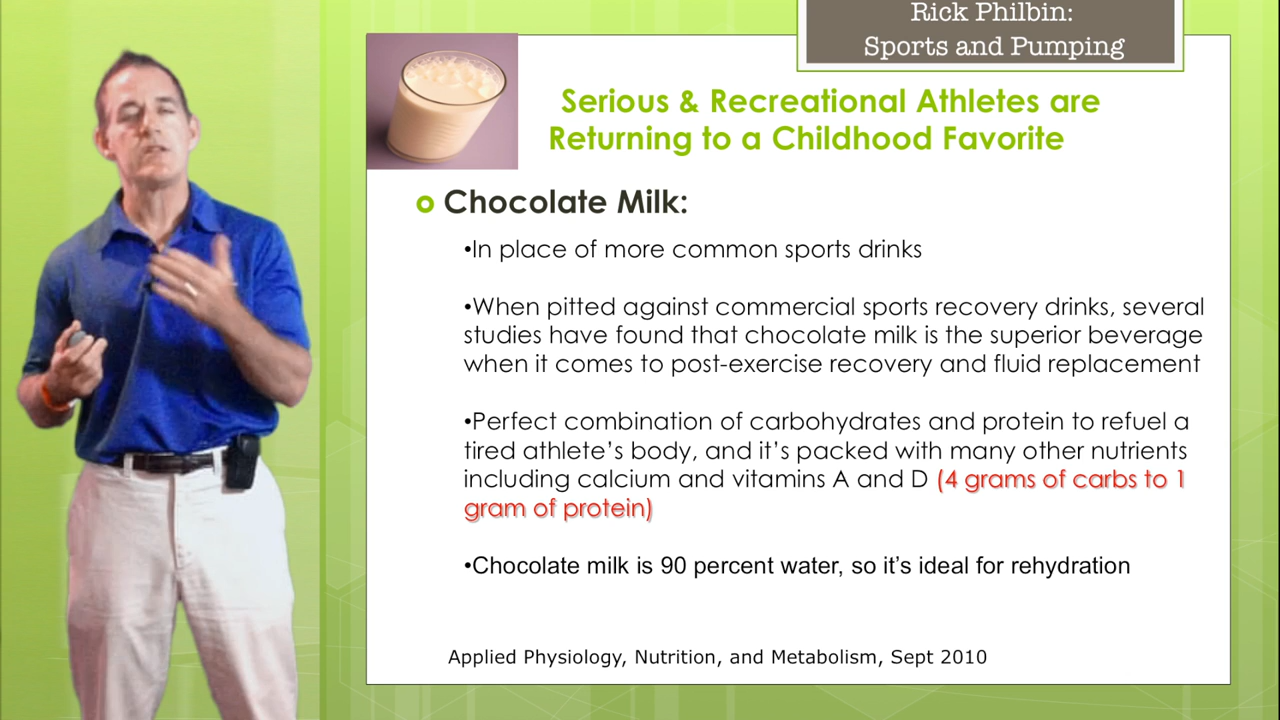 Rick Philbin:
Sports and Pumping
Serious & Recreational Athletes are
Returning to a Childhood Favorite
Chocolate Milk:
•In place of more common sports drinks
•When pitted against commercial sports recovery drinks, several
studies have found that chocolate milk is the superior beverage
when it comes to post-exercise recovery and fluid replacement
•Perfect combination of carbohydrates and protein to refuel a
tired athlete’s body, and it’s packed with many other nutrients
including calcium and vitamins A and D (4 grams of carbs to 1
gram of protein)
•Chocolate milk is 90 percent water, so it’s ideal for rehydration
Applied Physiology, Nutrition, and Metabolism, Sept 2010